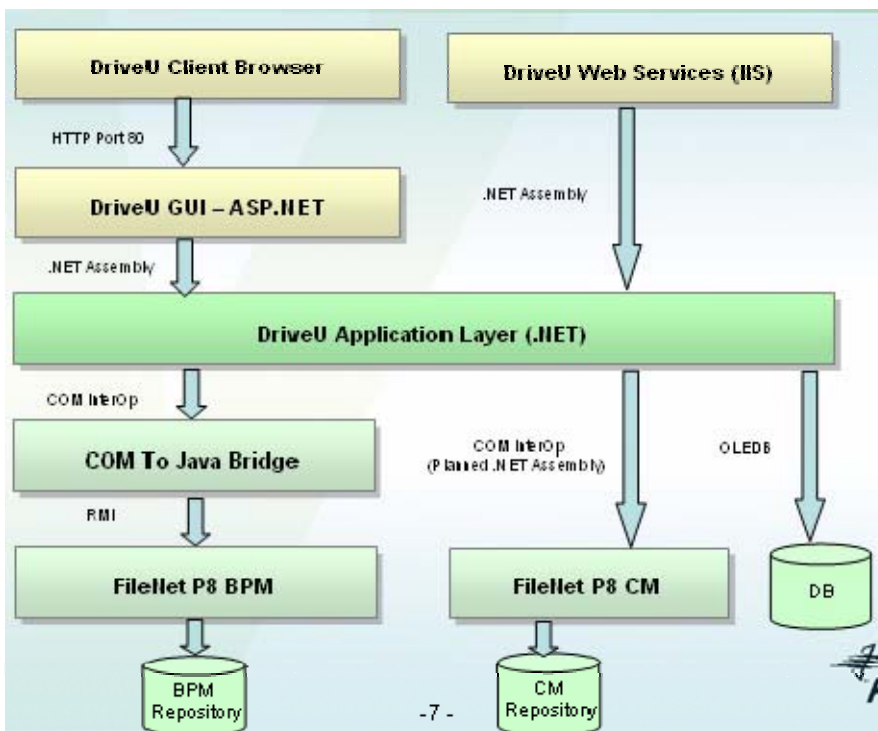 DriveU Client Browser
DriveU Web Services (IIS)
HTTP Port 80
DriveU GUI – ASP.NET
.NET Assembly
.NET Assembly
DriveU Application Layer (.NET)
COM InterOp
COM InterOp
(Planned .NET Assembly)
OLEDB
COM To Java Bridge
RMI
FileNet P8 BPM
FileNet P8 CM
DB
BPM
Repository
CM
Repository
-7-